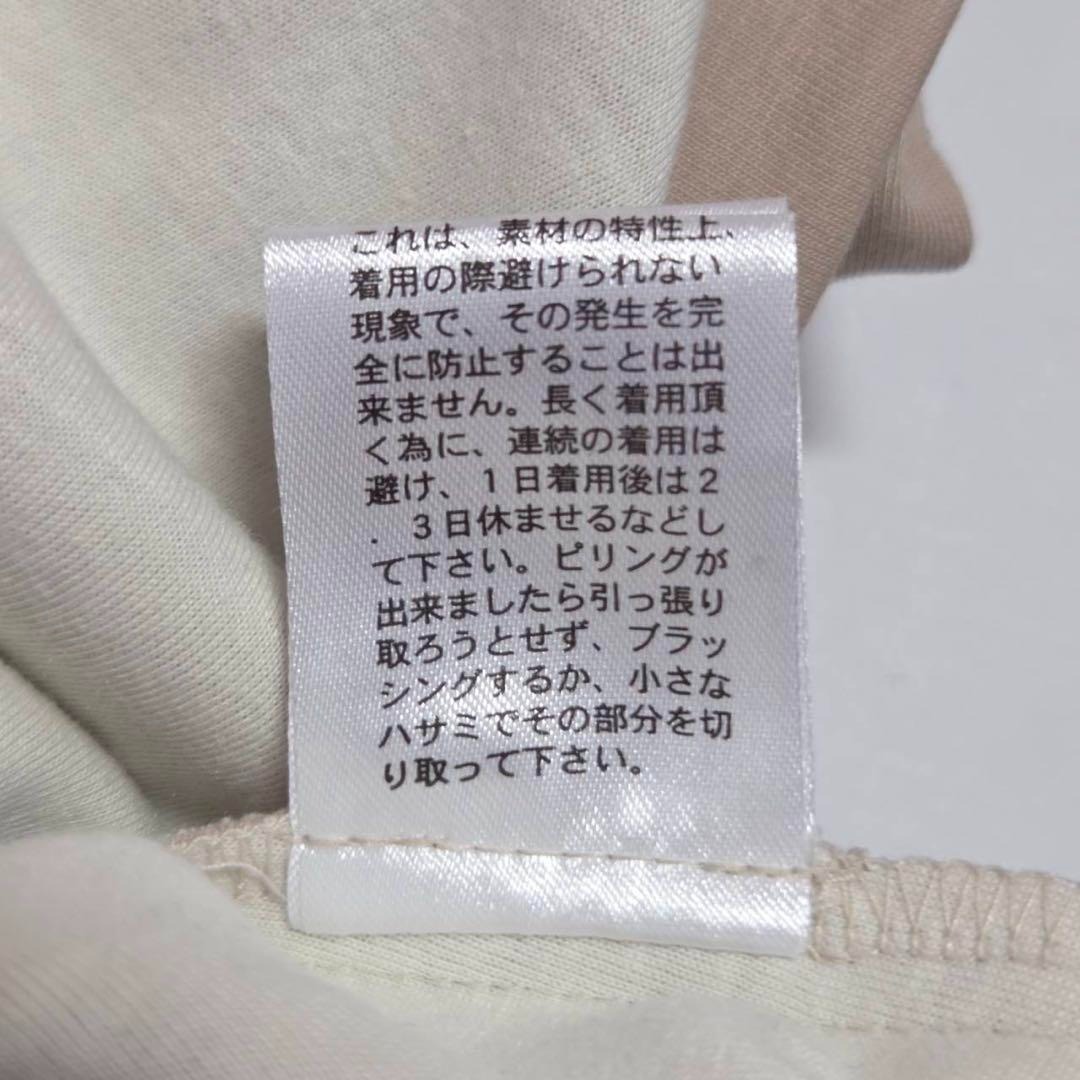 これは、素材の特性上、
着用の際避けられない
現象で、その発生を完
全に防止することは出
来ません。長く着用頂
く為に、連続の着用は
避け、1日着用後は2
．3日休ませるなどし
て下さい。ピリングが
出来ましたら引っ張り
取ろうとせず、ブラッ
シングするか、小さな
ハサミでその部分を切
り取って下さい。